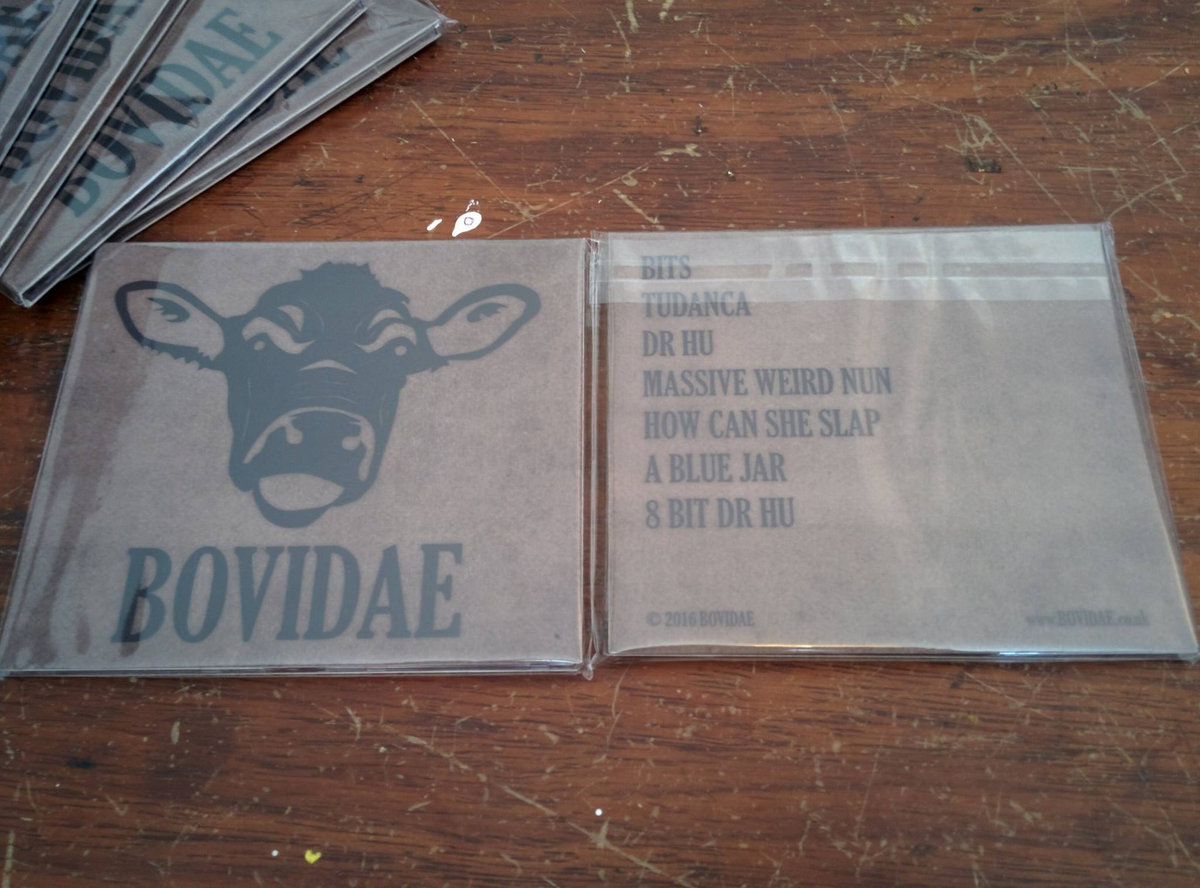 BOVIDAE
BOVIDAE
BITS
TUDANCA
DR HU
MASSIVE WEIRD NUN
HOW CAN SHE SLAP
A BLUE JAR
8 BIT DR HU
© 2016 BOVIDAE
www.BOVIDAE.co.uk